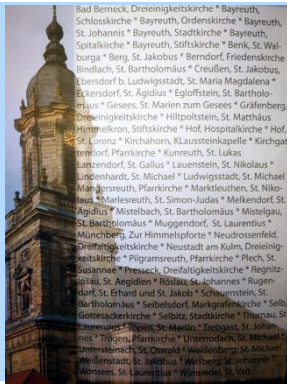 Bad Berneck, Dreieinigkeitskirche * Bayreuth,
Schlosskirche * Bayreuth, Ordenskirche * Bayreuth,
St. Johannis * Bayreuth, Stadtkirche * Bayreuth,
Spitalkirche * Bayreuth, Stiftskirche * Benk, St. Wal-
burga * Berg, St. Jakobus * Berndorf, Friedenskirche
Bindlach, St. Bartholomäus * Creußen, St. Jakobus,
Ebersdorf b. Ludwigsstadt, St. Maria Magdalena *
Eckersdorf, St. Ägidius * Egloffstein, St. Bartholo-
mäus * Gesees, St. Marien zum Gesees * Gräfenberg,
Dreieinigkeitskirche * Hiltpoltstein, St. Matthäus
Himmelkron, Stiftskirche * Hof, Hospitalkirche * Hof,
St. Lorenz * Kirchahorn, KLaussteinkapelle * Kirchgat-
tendorf, Pfarrkirche * Kunreuth, St. Lukas
Lanzendorf, St. Gallus * Lauenstein, St. Nikolaus *
Lindenhardt, St. Michael * Ludwigsstadt, St. Michael
Mangersreuth, Pfarrkirche * Marktleuthen, St. Niko-
laus * Marlesreuth, St. Simon-Judas * Melkendorf, St.
Ägidius * Mistelbach, St. Bartholomäus * Mistelgau,
St. Bartholomäus * Muggendorf, St. Laurentius *
Münchberg, Zur Himmelspforte * Neudrossenfeld,
Dreifaltigkeitskirche * Neustadt am Kulm, Dreieinig-
keitskirche * Pilgramsreuth, Pfarrkirche * Plech, St.
Susannae * Presseck, Dreifaltigkeitskirche * Regnitz-
losau, St. Aegidien * Röslau, St. Johannes * Rugen-
dorf, St. Erhard und St. Jakob * Schauenstein, St.
Bartholomäus * Seibelsdorf, Markgrafenkirche * Selb,
Gottesackerkirche * Selbitz, Stadtkirche * Thurnau, St.
Laurentius * Töpen, St. Martin * Trebgast, St. Johan
nes * Trogen, Pfarrkirche * Unterrodach, St. Michael *
Untersteinach, St. Oswald * Weidenberg, St. Michael
Weißenstadt, St. Jakobus * Wirsberg, St. Johannis *
Wonsees, St. Laurentius * Wunsiedel, St. Veit